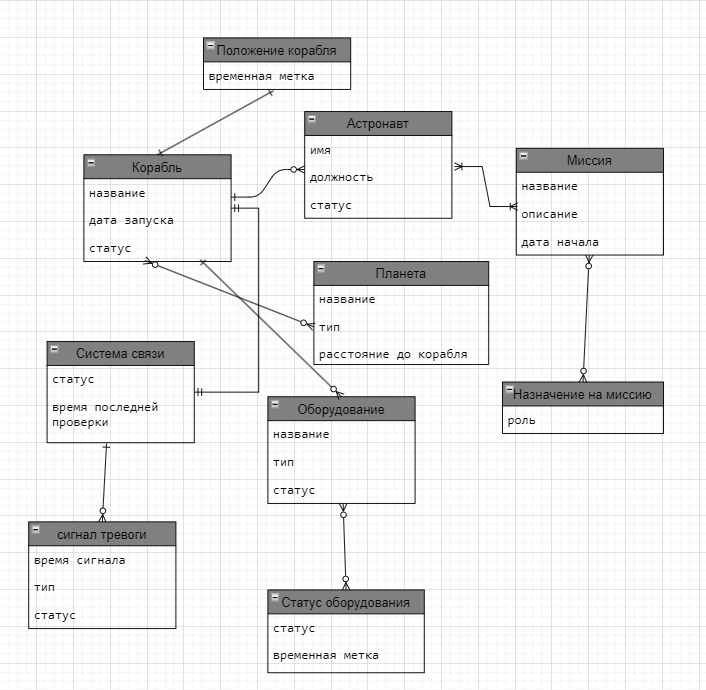 Положение корабля
временная метка
Астронавт
имя
должность
статус
Миссия
название
описание
дата начала
Корабль
название
дата запуска
статус
Планета
название
тип
расстояние до корабля
Система связи
статус
время последней
проверки
Назначение на миссию
роль
Оборудование
название
тип
статус
сигнал тревоги
время сигнала
тип
статус
Статус оборудования
статус
временная метка